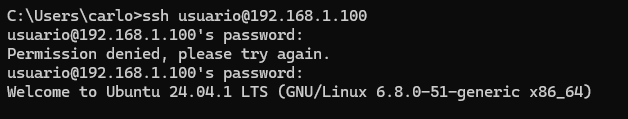 C:\Users\carlo>ssh usuario@192.168.1.100
usuario@192.168.1.100's password:
Permission denied, please try again.
usuario@192.168.1.100's password:
Welcome to Ubuntu 24.04.1 LTS (GNU/Linux 6.8.0-51-generic x86_64)